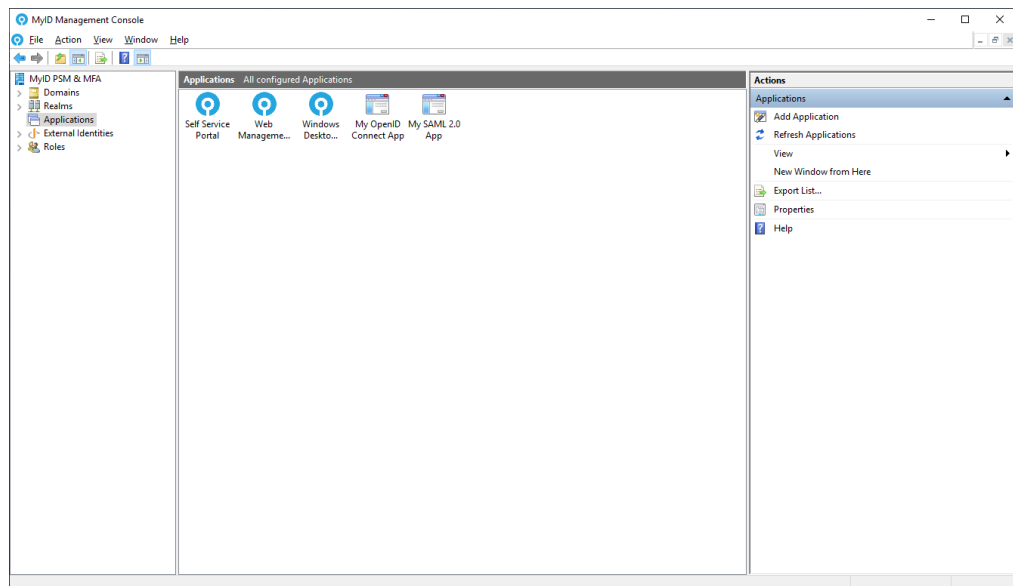 MyID Management Console
File Action View Window Help
MyID PSM & MFA
Domains
Realms
Applications
External Identities
Roles
Applications All configured Applications
Self Service
Portal
Web
Manageme...
Windows
Deskto...
My OpenID
Connect App
My SAML 2.0
App
Actions
Applications
Add Application
Refresh Applications
View
New Window from Here
Export List...
Properties
Help